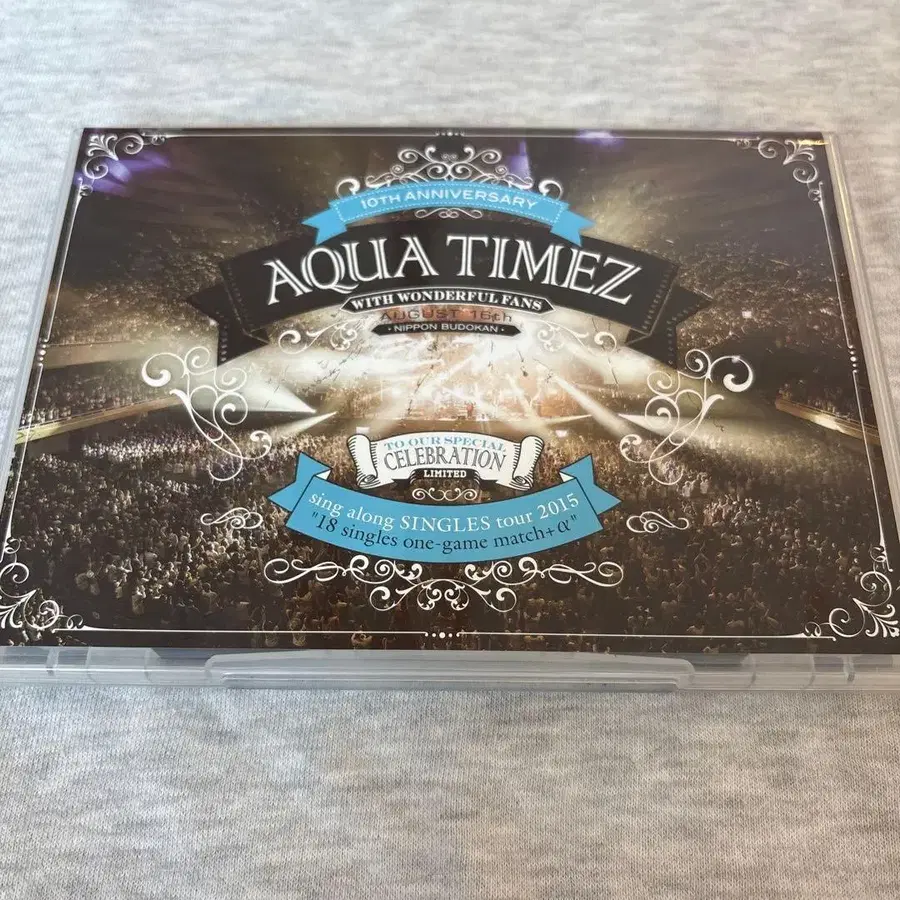 10TH ANNIVERSARY
AQUA TIMEZ
WITH WONDERFUL FANS
AUGUST 16th
· NIPPON BUDOKAN ·
TO OUR SPECIAL
CELEBRATION
LIMITED
sing along SINGLES tour 2015
"18 singles one-game match+α"